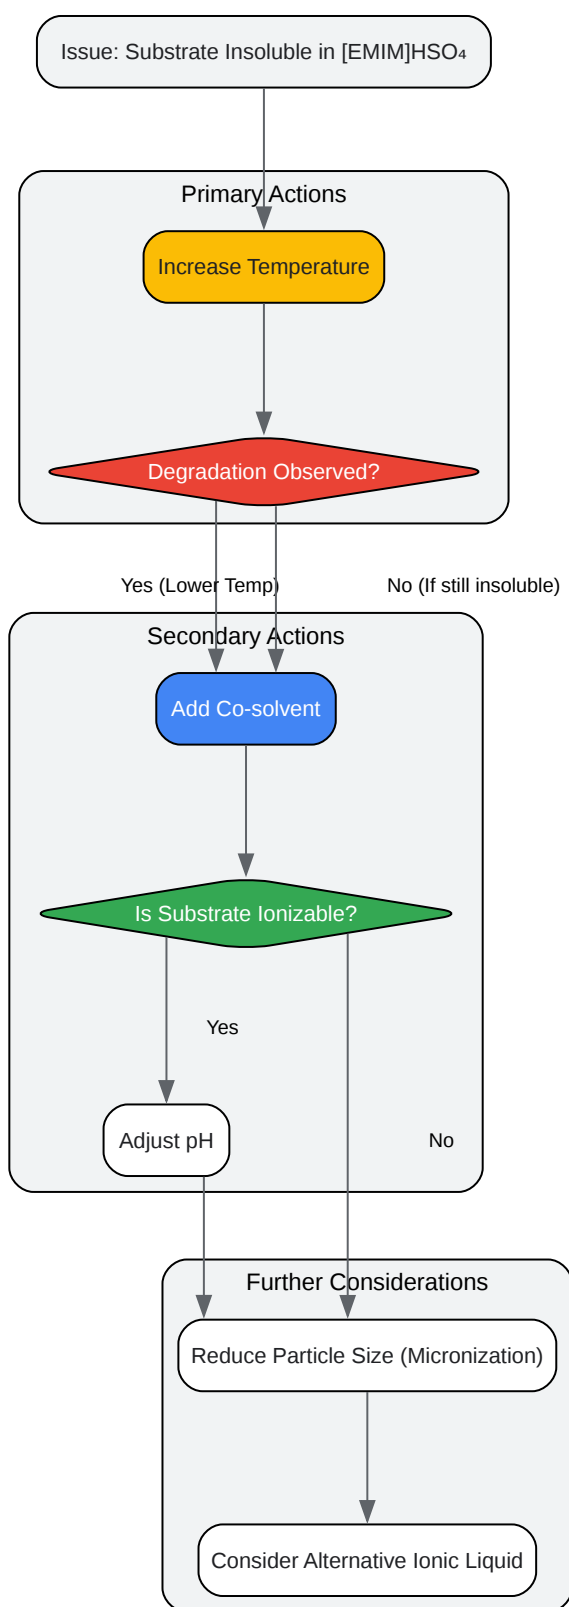 Issue: Substrate Insoluble in [EMIM]HSO₄
Primary Actions
Increase Temperature
Degradation Observed?
Yes (Lower Temp)
No (If still insoluble)
Secondary Actions
Add Co-solvent
Is Substrate Ionizable?
Yes
Adjust pH
No
Further Considerations
Reduce Particle Size (Micronization)
Consider Alternative Ionic Liquid